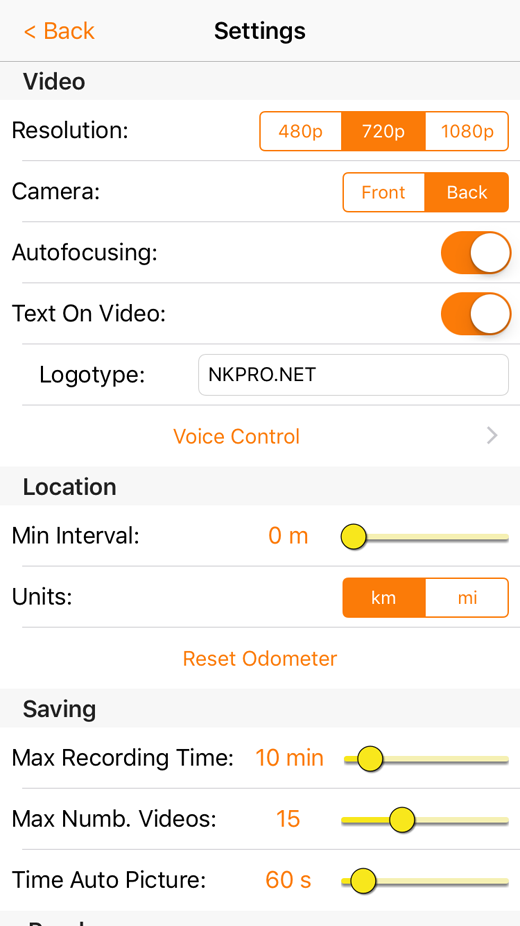 < Back Settings
Video
Resolution: 480p 720p 1080p
Camera: Front Back
Autofocusing:
Text On Video:
Logotype: NKPRO.NET
Voice Control
Location
Min Interval: 0 m
Units: km mi
Reset Odometer
Saving
Max Recording Time: 10 min
Max Numb. Videos: 15
Time Auto Picture: 60 s